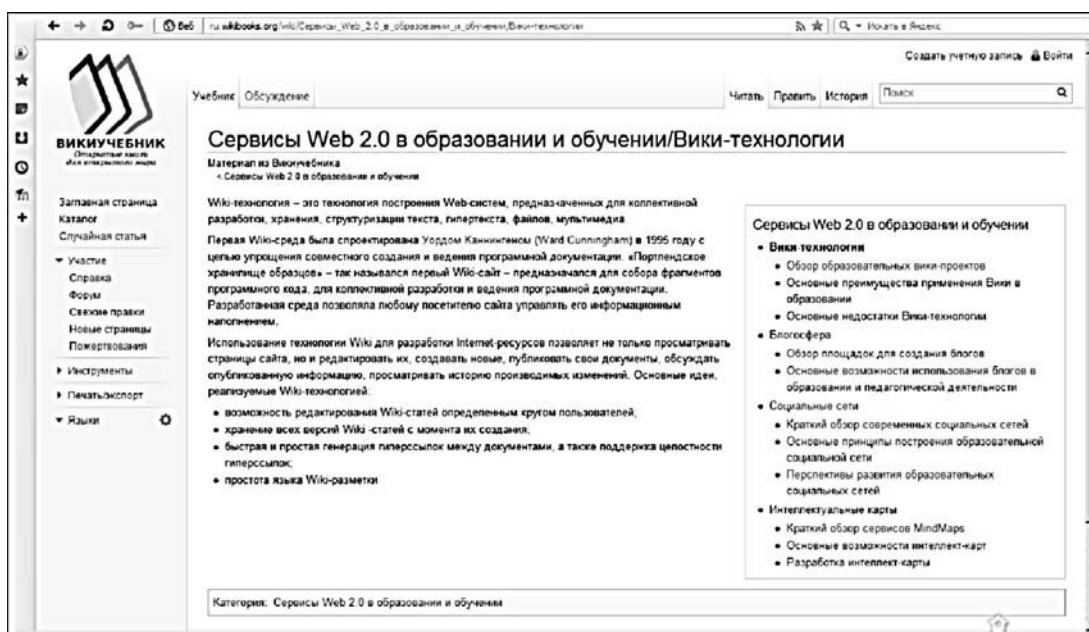 Веб
ru.wikibooks.org/wiki/Сервисы_Web_2.0_в_образовании_и_обучении/Вики-технологии
Искать в Яндекс
Создать учетную запись Войти
ВИКИУЧЕБНИК
Открытые книги
для открытого мира
Учебник Обсуждение
Читать Править История Поиск
Сервисы Web 2.0 в образовании и обучении/Вики-технологии
Материал из Викиучебника
< Сервисы Web 2.0 в образовании и обучении
Заглавная страница
Каталог
Случайная статья
Участие
Справка
Форум
Свежие правки
Новые страницы
Пожертвования
Инструменты
Печать/экспорт
Языки
Wiki-технология – это технология построения Web-систем, предназначенных для коллективной
разработки, хранения, структуризации текста, гипертекста, файлов, мультимедиа.
Первая Wiki-среда была спроектирована Уордом Каннингеном (Ward Cunningham) в 1995 году с
целью упрощения совместного создания и ведения программной документации. «Портлендское
хранилище образцов» – так назывался первый Wiki-сайт – предназначался для собора фрагментов
программного кода, для коллективной разработки и ведения программной документации.
Разработанная среда позволяла любому посетителю сайта управлять его информационным
наполнением.
Использование технологии Wiki для разработки Internet-ресурсов позволяет не только просматривать
страницы сайта, но и редактировать их, создавать новые, публиковать свои документы, обсуждать
опубликованную информацию, просматривать историю производимых изменений. Основные идеи,
реализуемые Wiki-технологией:
• возможность редактирования Wiki-статей определенным кругом пользователей;
• хранение всех версий Wiki -статей с момента их создания;
• быстрая и простая генерация гиперссылок между документами, а также поддержка целостности
гиперссылок;
• простота языка Wiki-разметки
Сервисы Web 2.0 в образовании и обучении
• Вики-технологии
• Обзор образовательных вики-проектов
• Основные преимущества применения Вики в
образовании
• Основные недостатки Вики-технологии
• Блогосфера
• Обзор площадок для создания блогов
• Основные возможности использования блогов в
образовании и педагогической деятельности
• Социальные сети
• Краткий обзор современных социальных сетей
• Основные принципы построения образовательной
социальной сети
• Перспективы развития образовательных
социальных сетей
• Интеллектуальные карты
• Краткий обзор сервисов MindMaps
• Основные возможности интеллект-карт
• Разработка интеллект-карты
Категория: Сервисы Web 2.0 в образовании и обучении